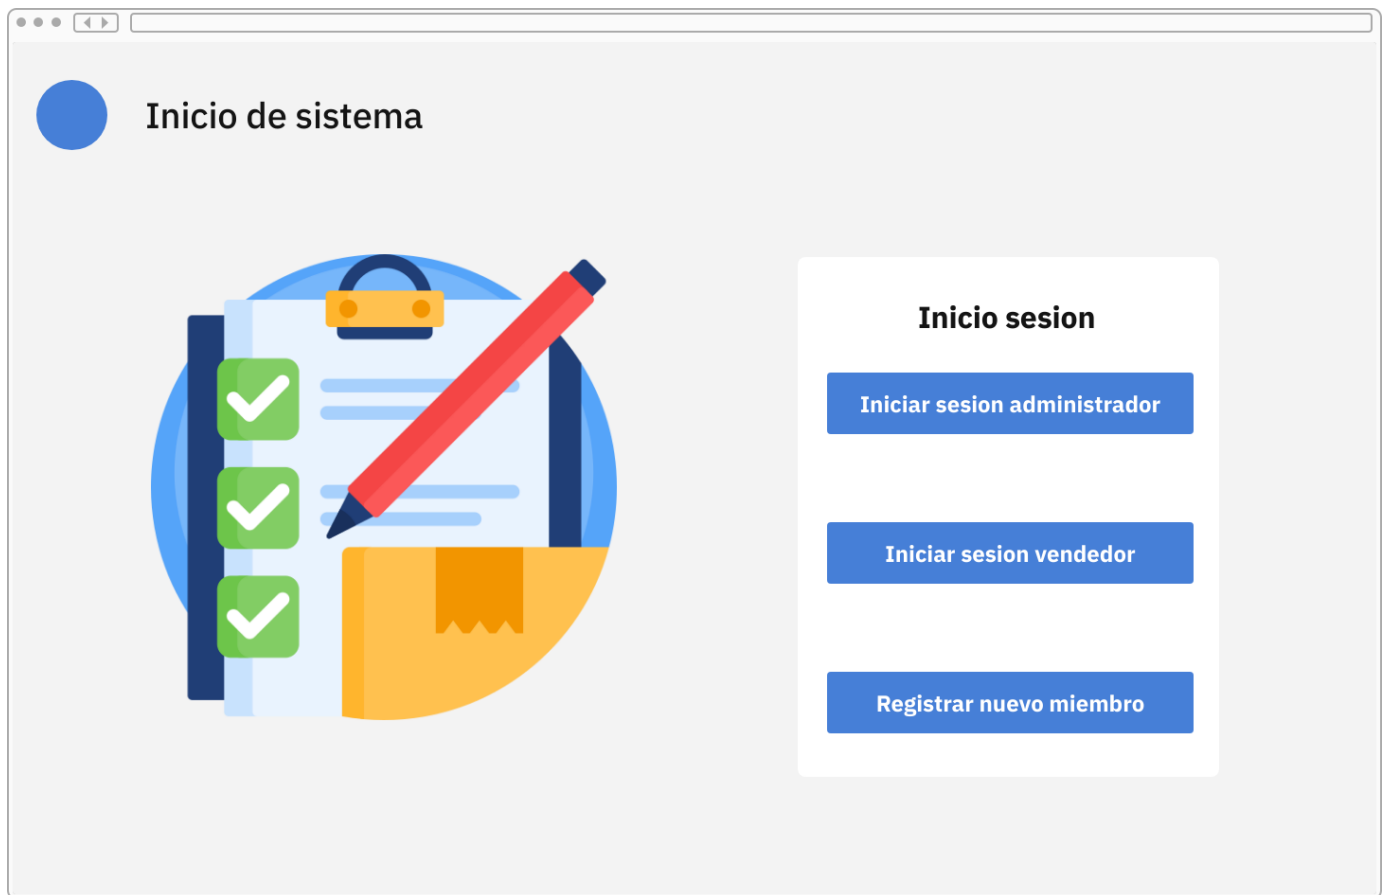 Inicio de sistema
Inicio sesion
Iniciar sesion administrador
Iniciar sesion vendedor
Registrar nuevo miembro